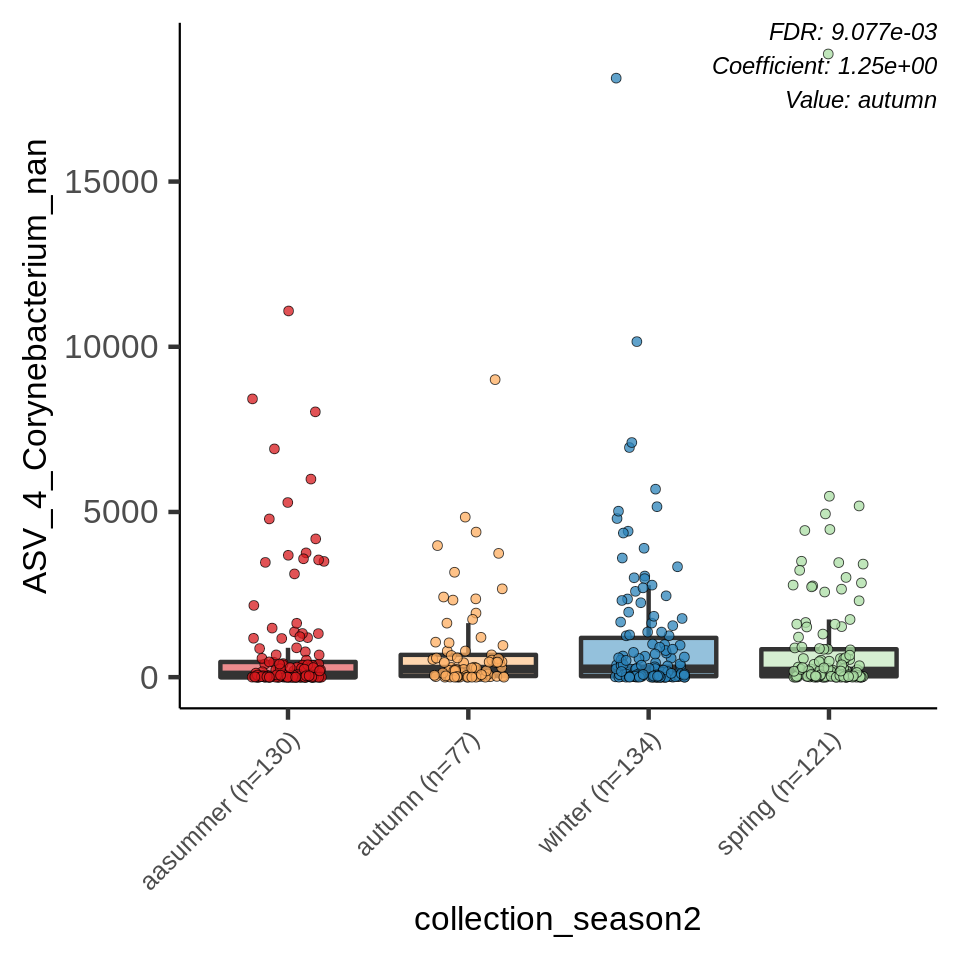 FDR: 9.077e-03
Coefficient: 1.25e+00
Value: autumn
ASV_4_Corynebacterium_nan
15000
10000
5000
0
aasummer (n=130)
autumn (n=77)
winter (n=134)
spring (n=121)
collection_season2